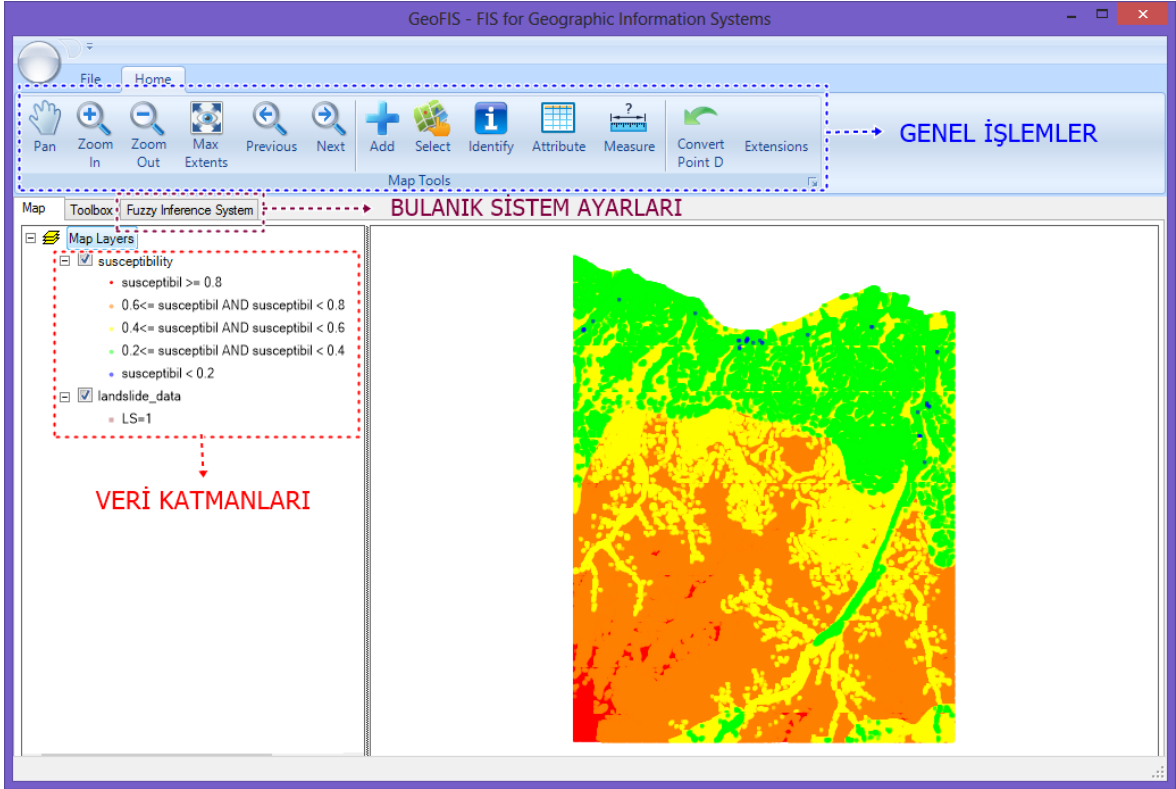 GeoFIS - FIS for Geographic Information Systems
File Home
Pan Zoom In Zoom Out Max Extents Previous Next Add Select Identify Attribute Measure Convert Point D Extensions
Map Tools
GENEL İŞLEMLER
Map Toolbox Fuzzy Inference System
BULANIK SİSTEM AYARLARI
Map Layers
susceptibility
susceptibil >= 0.8
0.6<= susceptibil AND susceptibil < 0.8
0.4<= susceptibil AND susceptibil < 0.6
0.2<= susceptibil AND susceptibil < 0.4
susceptibil < 0.2
landslide_data
LS=1
VERİ KATMANLARI